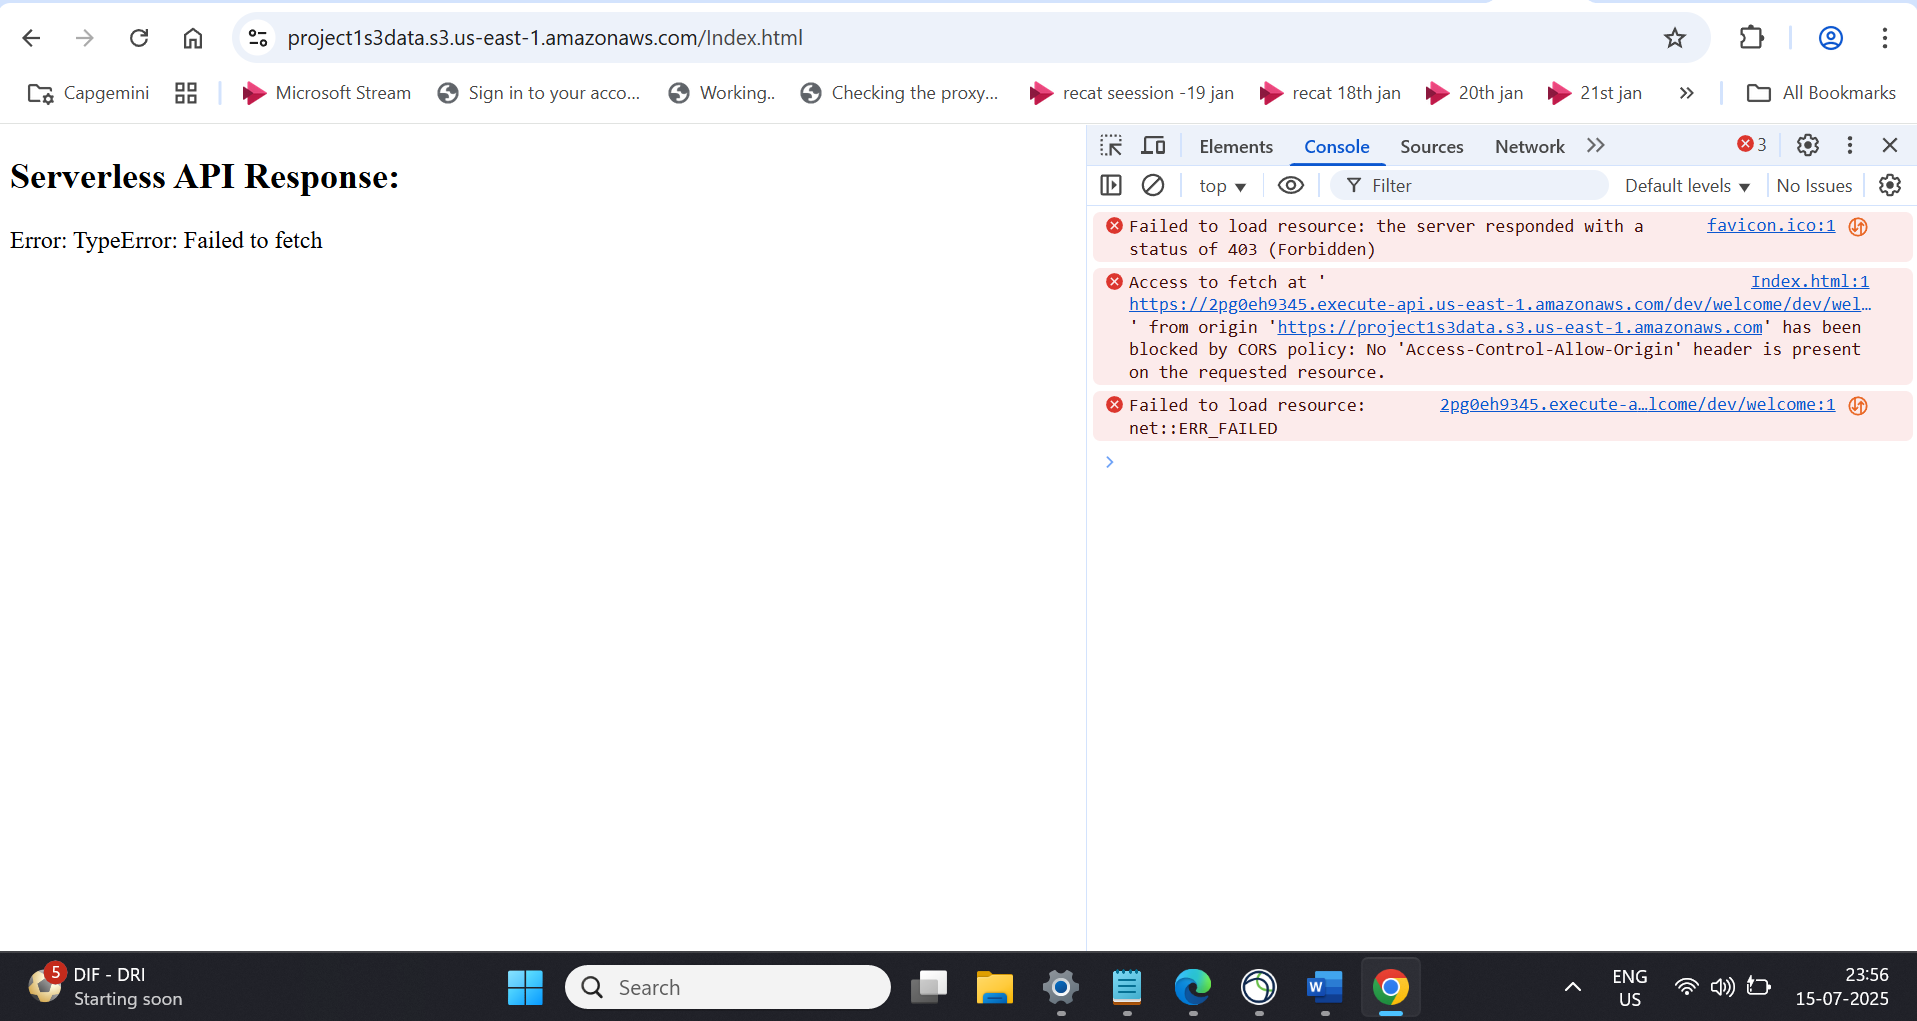 project1s3data.s3.us-east-1.amazonaws.com/Index.html
Capgemini
Microsoft Stream
Sign in to your acco...
Working..
Checking the proxy...
recat seession -19 jan
recat 18th jan
20th jan
21st jan
All Bookmarks
Serverless API Response:
Error: TypeError: Failed to fetch
Elements
Console
Sources
Network
3
top
Filter
Default levels
No Issues
Failed to load resource: the server responded with a favicon.ico:1
status of 403 (Forbidden)
Access to fetch at ' Index.html:1
https://2pg0eh9345.execute-api.us-east-1.amazonaws.com/dev/welcome/dev/wel…
' from origin 'https://project1s3data.s3.us-east-1.amazonaws.com' has been
blocked by CORS policy: No 'Access-Control-Allow-Origin' header is present
on the requested resource.
Failed to load resource: 2pg0eh9345.execute-a…lcome/dev/welcome:1
net::ERR_FAILED
5
DIF - DRI
Starting soon
Search
W
ENG
US
23:56
15-07-2025